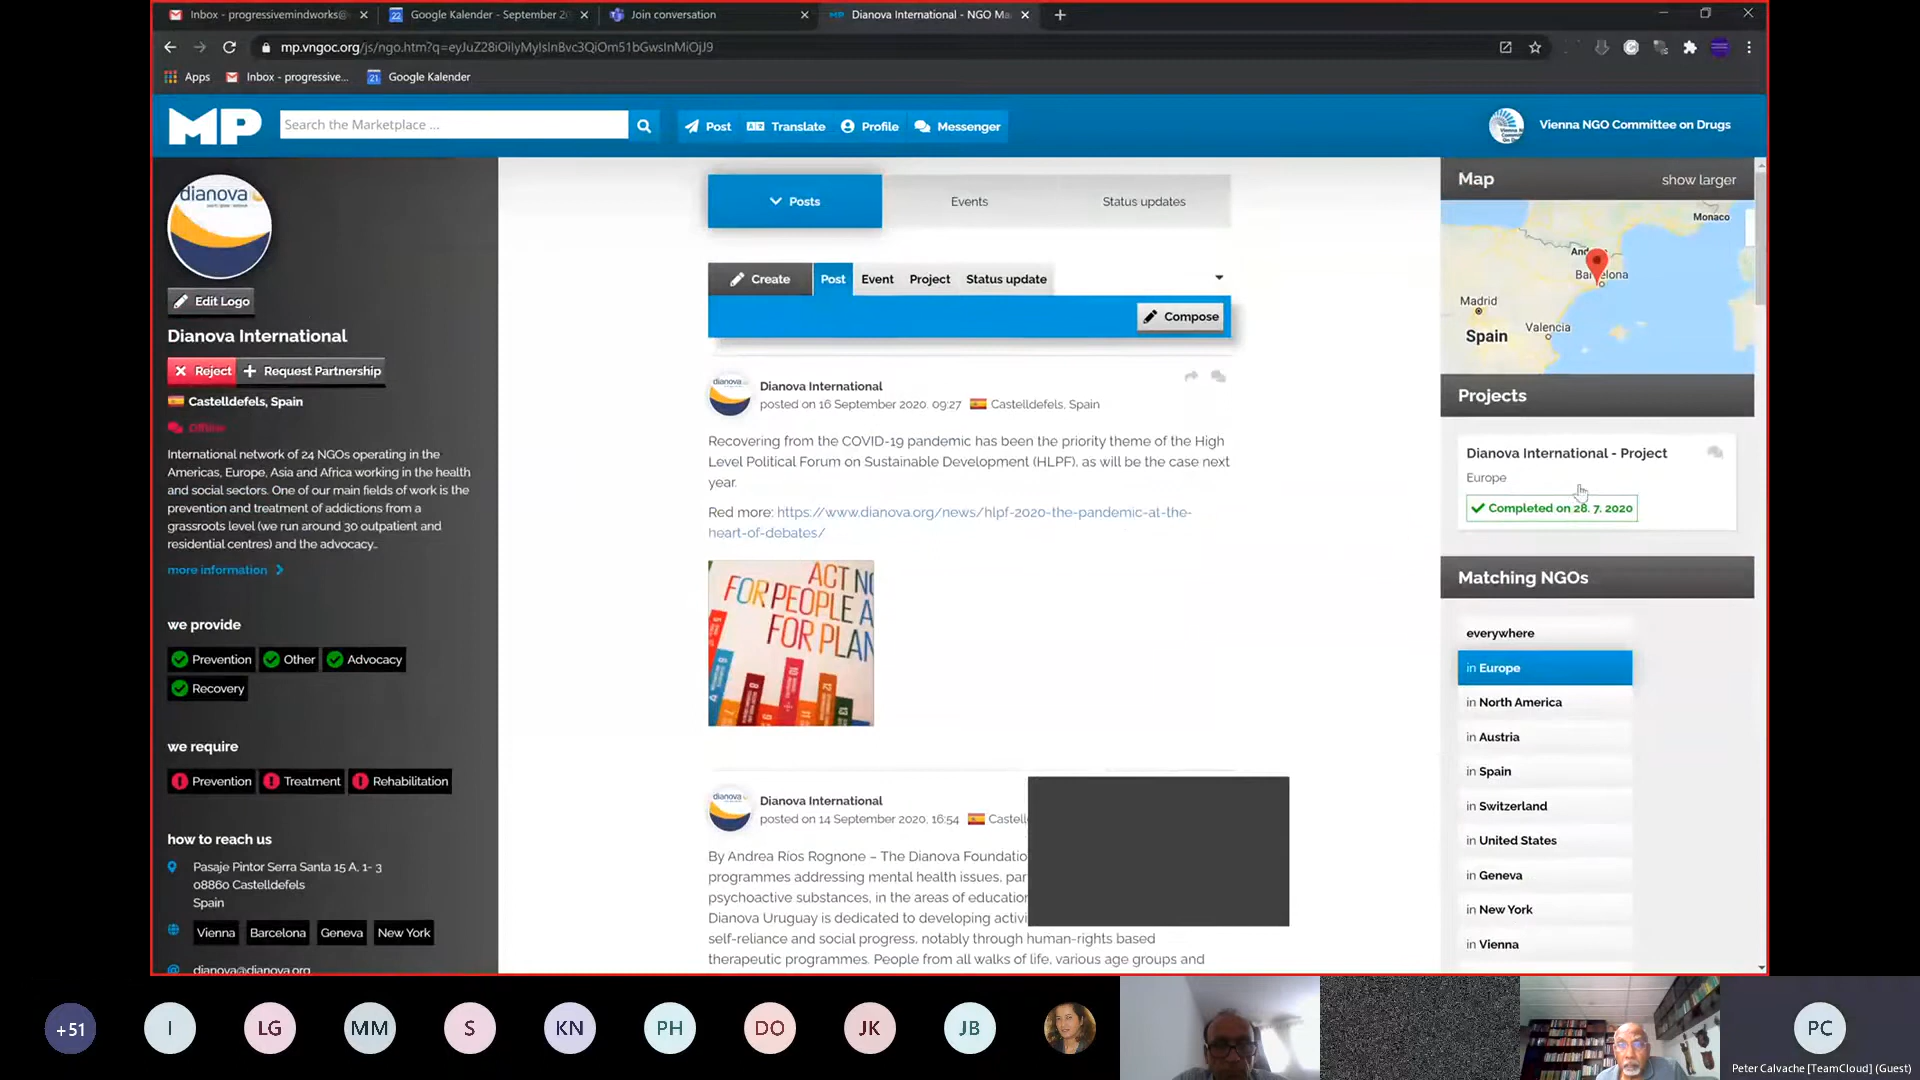 Inbox - progressivemindworks@
Google Kalender - September 20
Join conversation
MP Dianova International - NGO Ma
mp.vngoc.org/js/ngo.htm?q=
Apps
Inbox - progressive...
21 Google Kalender
MP
Search the Marketplace ...
Post
Translate
Profile
Messenger
Vienna NGO Committee on Drugs
dianova
Edit Logo
Dianova International
Reject
Request Partnership
Castelldefels, Spain
Offline
International network of 24 NGOs operating in the
Americas, Europe, Asia and Africa working in the health
and social sectors. One of our main fields of work is the
prevention and treatment of addictions from a
grassroots level (we run around 30 outpatient and
residential centres) and the advocacy..
more information
we provide
Prevention
Other
Advocacy
Recovery
we require
Prevention
Treatment
Rehabilitation
how to reach us
Pasaje Pintor Serra Santa 15 A, 1- 3
08860 Castelldefels
Spain
Vienna
Barcelona
Geneva
New York
dianova@dianova.org
Posts
Events
Status updates
Create
Post
Event
Project
Status update
Compose
dianova
Dianova International
posted on 16 September 2020, 09:27
Castelldefels, Spain
Recovering from the COVID-19 pandemic has been the priority theme of the High
Level Political Forum on Sustainable Development (HLPF), as will be the case next
year.
Red more: https://www.dianova.org/news/hlpf-2020-the-pandemic-at-the-
heart-of-debates/
ACT NO
FOR PEOPLE A
FOR PLAN
dianova
Dianova International
posted on 14 September 2020, 16:54
Castell
By Andrea Rios Rognone – The Dianova Foundatio
programmes addressing mental health issues, par
psychoactive substances, in the areas of education
Dianova Uruguay is dedicated to developing activi
self-reliance and social progress, notably through human-rights based
therapeutic programmes. People from all walks of life, various age groups and
Map
show larger
Monaco
Barcelona
Madrid
Valencia
Spain
Projects
Dianova International - Project
Europe
Completed on 28. 7. 2020
Matching NGOs
everywhere
in Europe
in North America
in Austria
in Spain
in Switzerland
in United States
in Geneva
in New York
in Vienna
+51
I
LG
MM
S
KN
PH
DO
JK
JB
PC
Peter Calvache [TeamCloud] (Guest)